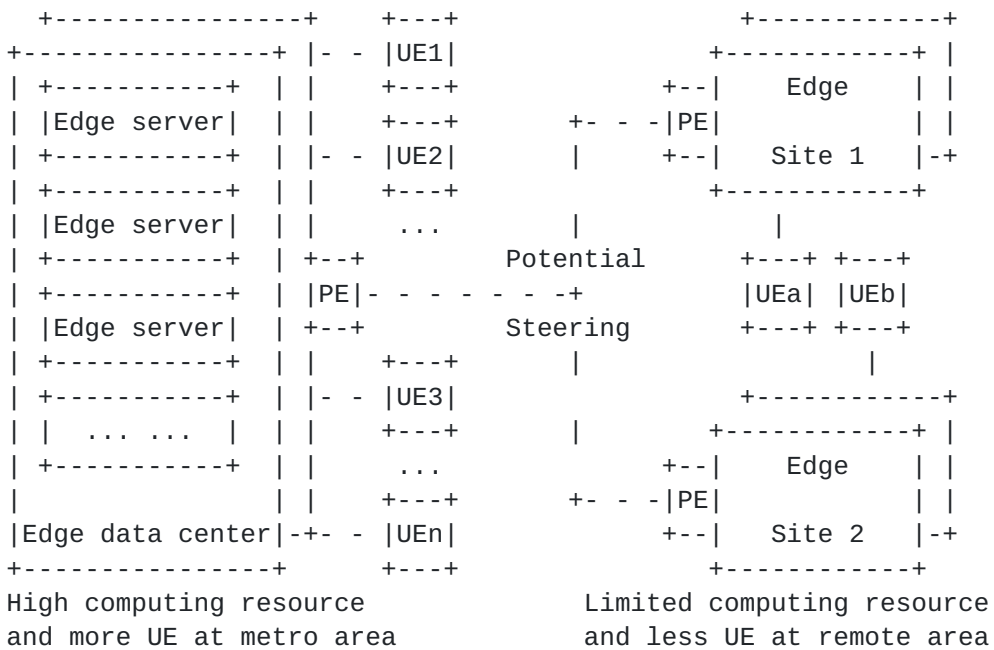 +-----------------+    +---+                  +------------+
+-----------------+ |- - |UE1|                +------------+ |
| +-----------+  | |    +---+             +--|    Edge    | |
| |Edge server|  | |    +---+       +- - -|PE|            | |
| +-----------+  | |- - |UE2|       |     +--|   Site 1   |-+
| +-----------+  | |    +---+                +------------+
| |Edge server|  | |     ...        |            |
| +-----------+  | +--+         Potential      +---+ +---+
| +-----------+  | |PE|- - - - - - -+          |UEa| |UEb|
| |Edge server|  | +--+         Steering       +---+ +---+
| +-----------+  | |    +---+       |                  |
| +-----------+  | |- - |UE3|                  +------------+
| |  ... ...  |  | |    +---+       |        +------------+ |
| +-----------+  | |     ...              +--|    Edge    | |
|                | |    +---+       +- - -|PE|            | |
|Edge data center|-+- - |UEn|             +--|   Site 2   |-+
+-----------------+     +---+                +------------+
High computing resource              Limited computing resource
and more UE at metro area            and less UE at remote area